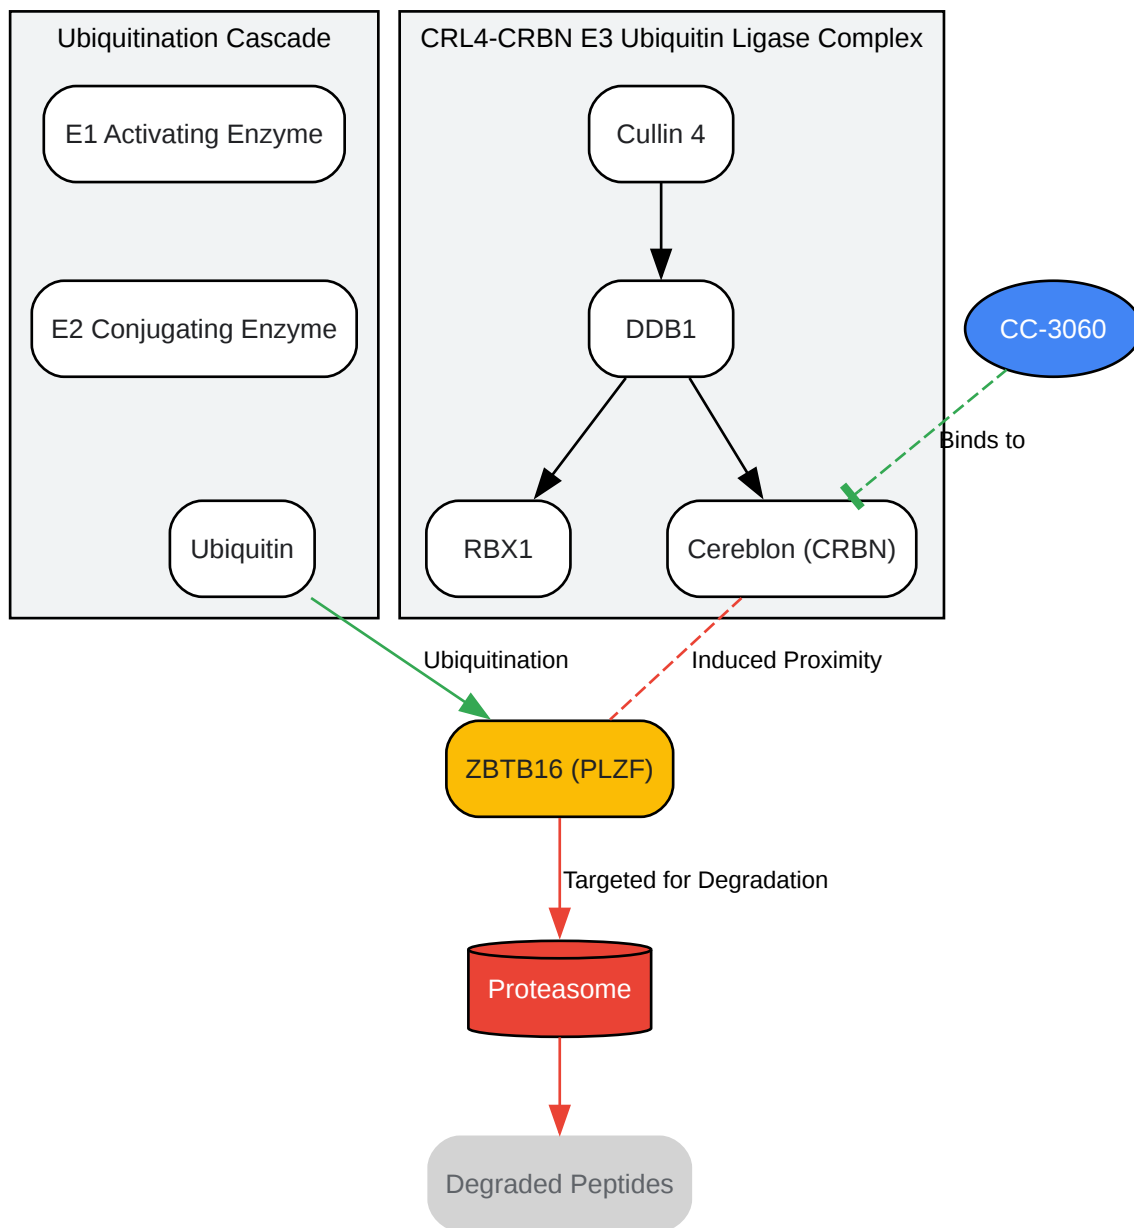 Ubiquitination Cascade
CRL4-CRBN E3 Ubiquitin Ligase Complex
E1 Activating Enzyme
Cullin 4
E2 Conjugating Enzyme
DDB1
CC-3060
Binds to
Ubiquitin
RBX1
Cereblon (CRBN)
Ubiquitination
Induced Proximity
ZBTB16 (PLZF)
Targeted for Degradation
Proteasome
Degraded Peptides